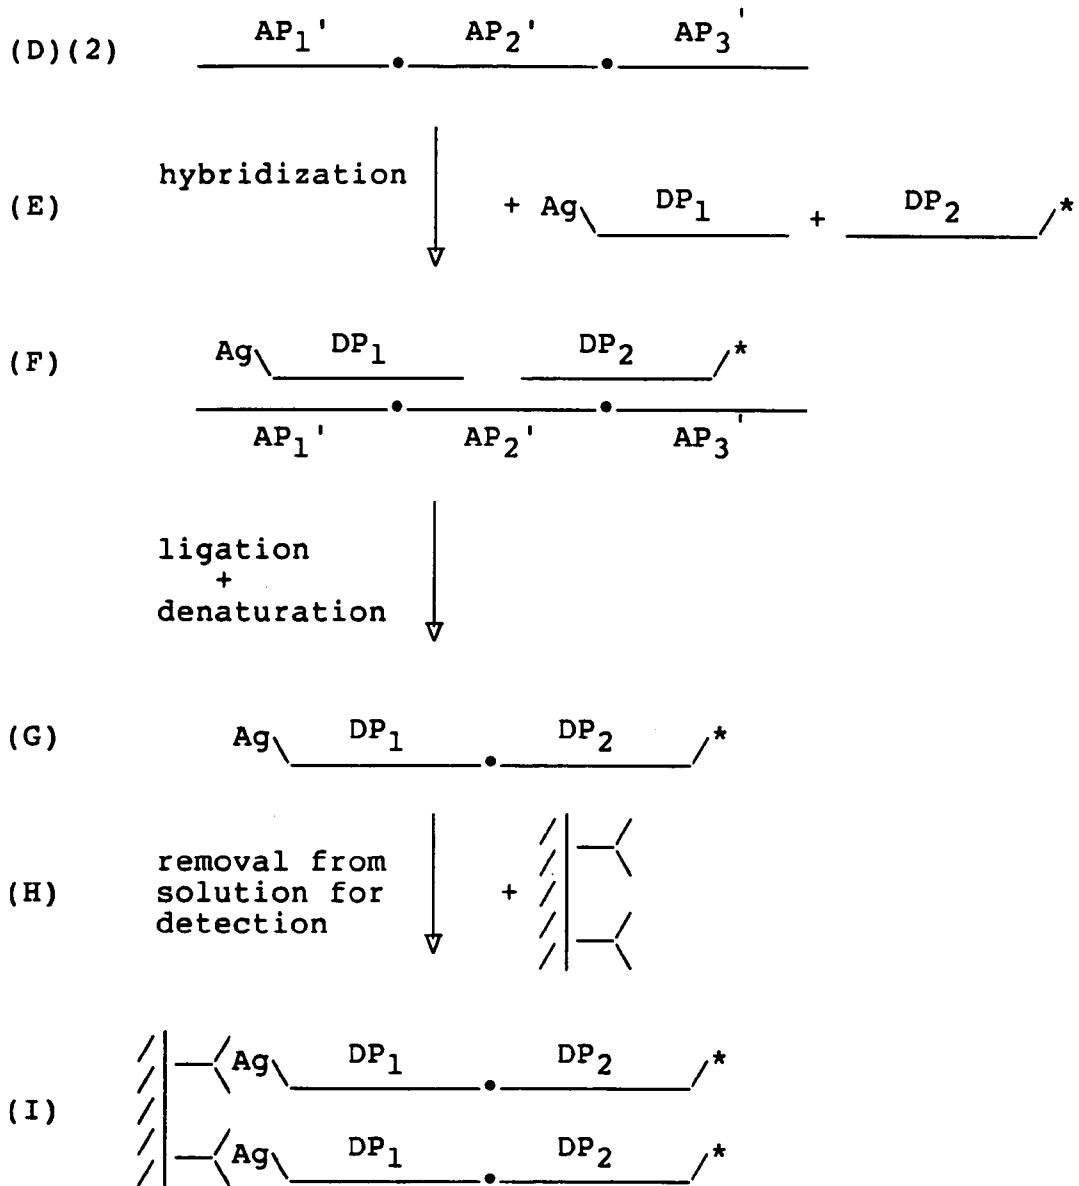 (D)(2) AP₁' AP₂' AP₃'
hybridization
(E) + Ag DP₁ + DP₂ *
(F) Ag DP₁ DP₂ *
AP₁' AP₂' AP₃'
ligation
+
denaturation
(G) Ag DP₁ DP₂ *
removal from
(H) solution for +
detection
(I) Ag DP₁ DP₂ *
Ag DP₁ DP₂ *